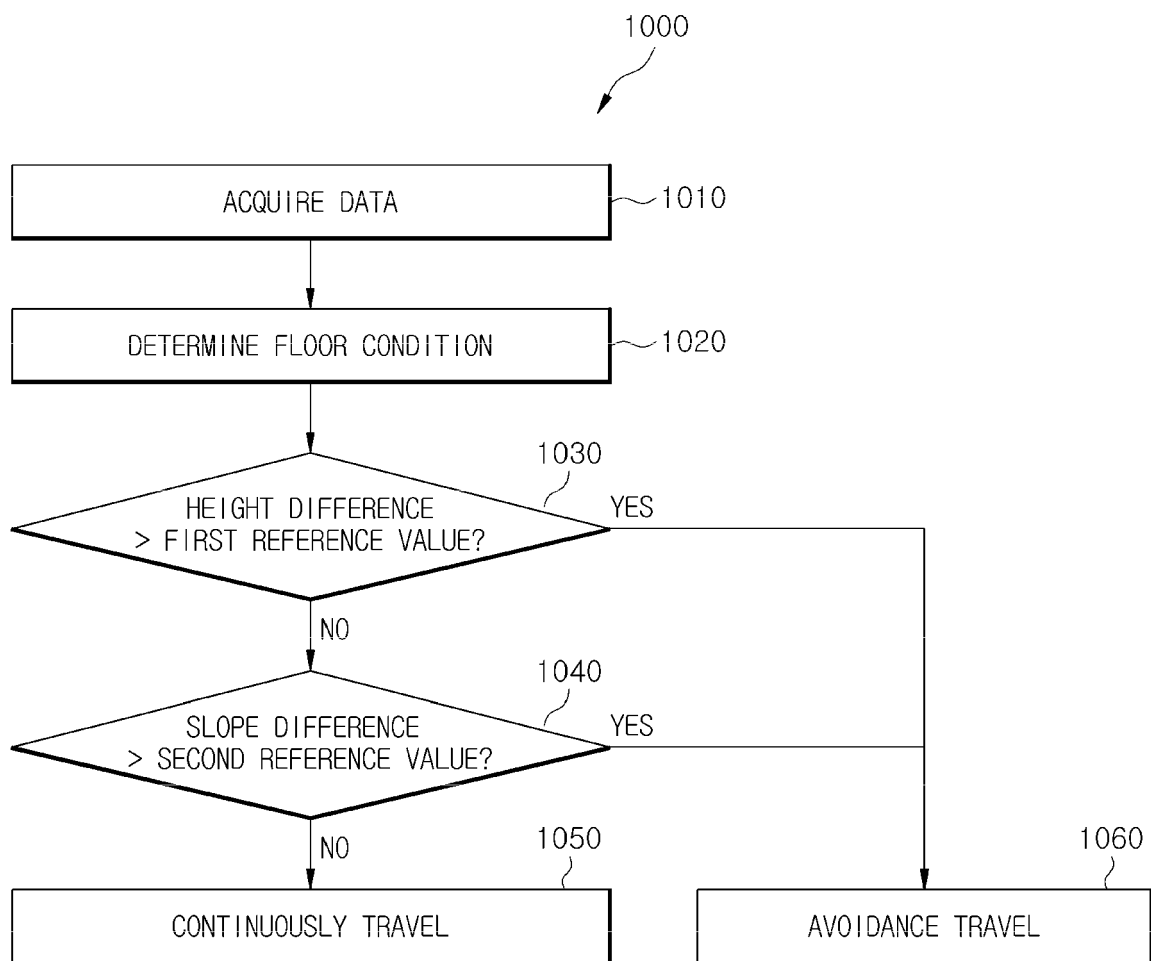 1000
ACQUIRE DATA
1010
DETERMINE FLOOR CONDITION
1020
1030
HEIGHT DIFFERENCE
> FIRST REFERENCE VALUE?
YES
NO
1040
SLOPE DIFFERENCE
> SECOND REFERENCE VALUE?
YES
NO
1050
1060
CONTINUOUSLY TRAVEL
AVOIDANCE TRAVEL